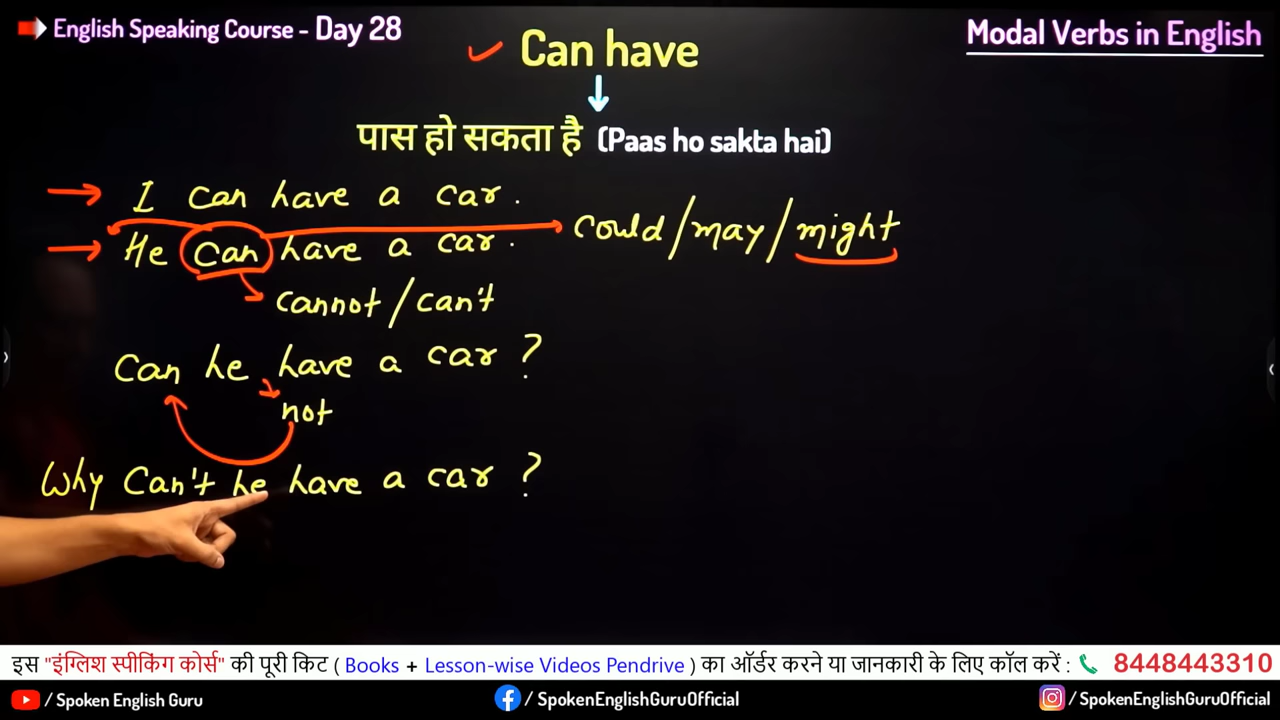 English Speaking Course - Day 28
Modal Verbs in English
Can have
पास हो सकता है (Paas ho sakta hai)
I can have a car.
He can have a car.
could/may/might
cannot/can't
Can he have a car?
not
Why Can't he have a car?
इस "इंग्लिश स्पीकिंग कोर्स" की पूरी किट ( Books + Lesson-wise Videos Pendrive ) का ऑर्डर करने या जानकारी के लिए कॉल करें : 8448443310
/ Spoken English Guru
/ SpokenEnglishGuruOfficial
/ SpokenEnglishGuruOfficial